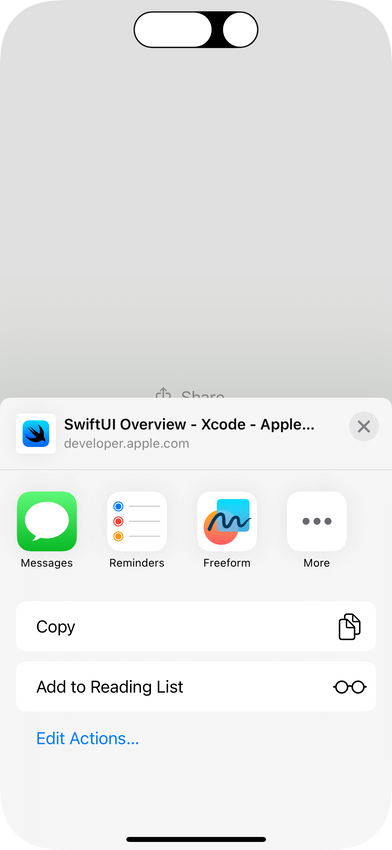 Share
SwiftUI Overview - Xcode - Apple...
developer.apple.com
Messages
Reminders
Freeform
More
Copy
Add to Reading List
Edit Actions...